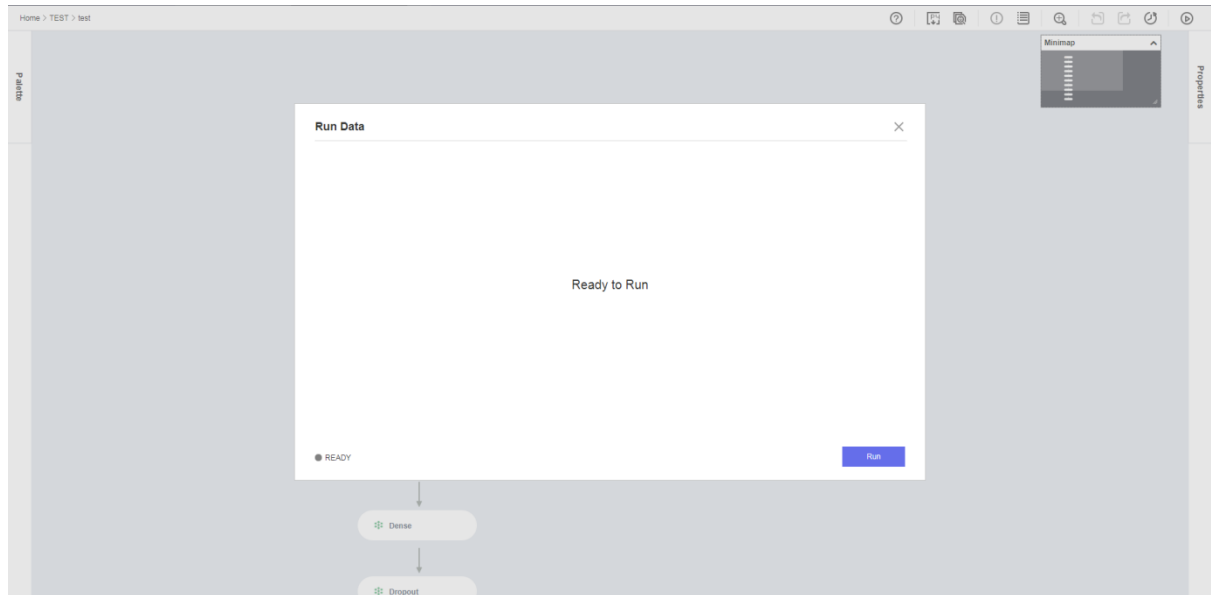 Home > TEST > test
Minimap
Palette
Properties
Run Data
Ready to Run
READY
Run
Dense
Dropout